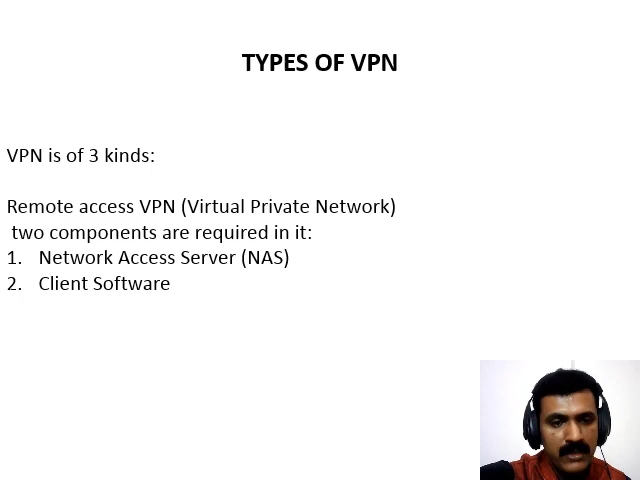 TYPES OF VPN
VPN is of 3 kinds:
Remote access VPN (Virtual Private Network)
two components are required in it:
1. Network Access Server (NAS)
2. Client Software